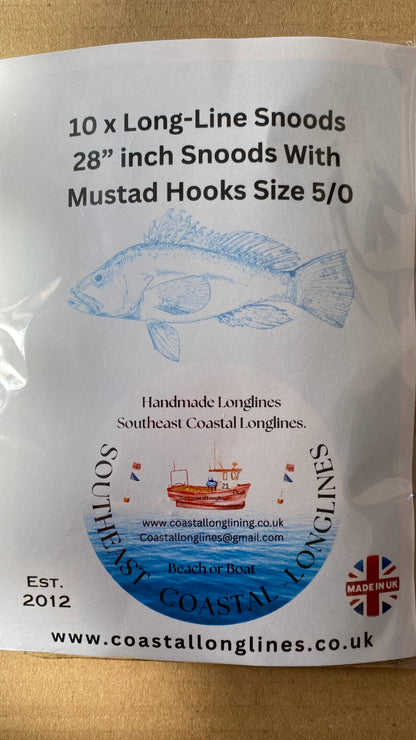 10 x Long-Line Snoods
28” inch Snoods With
Mustad Hooks Size 5/0
Handmade Longlines
Southeast Coastal Longlines.
SOUTHEAST COASTAL LONGLINES
www.coastallonglining.co.uk
Coastallonglines@gmail.com
Beach or Boat
EST.
2012
MADE IN UK
www.coastallonglines.co.uk